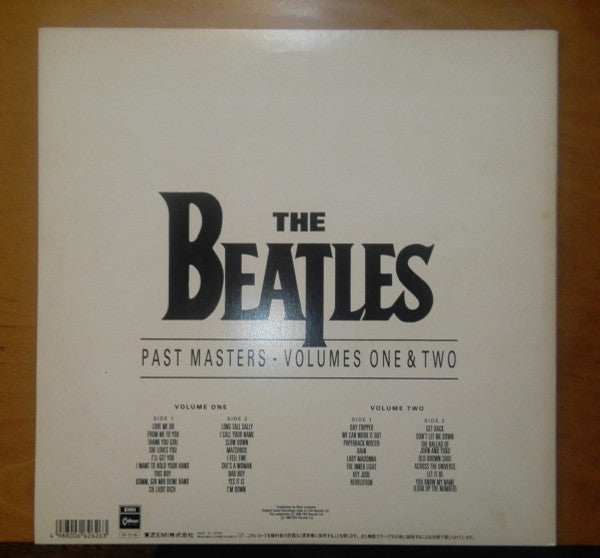 THE
BEATLES
PAST MASTERS - VOLUMES ONE & TWO
VOLUME ONE
SIDE 1
LOVE ME DO
FROM ME TO YOU
THANK YOU GIRL
SHE LOVES YOU
I'LL GET YOU
I WANT TO HOLD YOUR HAND
THIS BOY
KOMM, GIB MIR DEINE HAND
SIE LIEBT DICH
SIDE 2
LONG TALL SALLY
I CALL YOUR NAME
SLOW DOWN
MATCHBOX
I FEEL FINE
SHE'S A WOMAN
BAD BOY
YES IT IS
I'M DOWN
VOLUME TWO
SIDE 1
DAY TRIPPER
WE CAN WORK IT OUT
PAPERBACK WRITER
RAIN
LADY MADONNA
THE INNER LIGHT
HEY JUDE
REVOLUTION
SIDE 2
GET BACK
DON'T LET ME DOWN
THE BALLAD OF
JOHN AND YOKO
OLD BROWN SHOE
ACROSS THE UNIVERSE
LET IT BE
YOU KNOW MY NAME
(LOOK UP THE NUMBER)
4 988006 626263
EMI
Odeon
東芝EMI株式会社